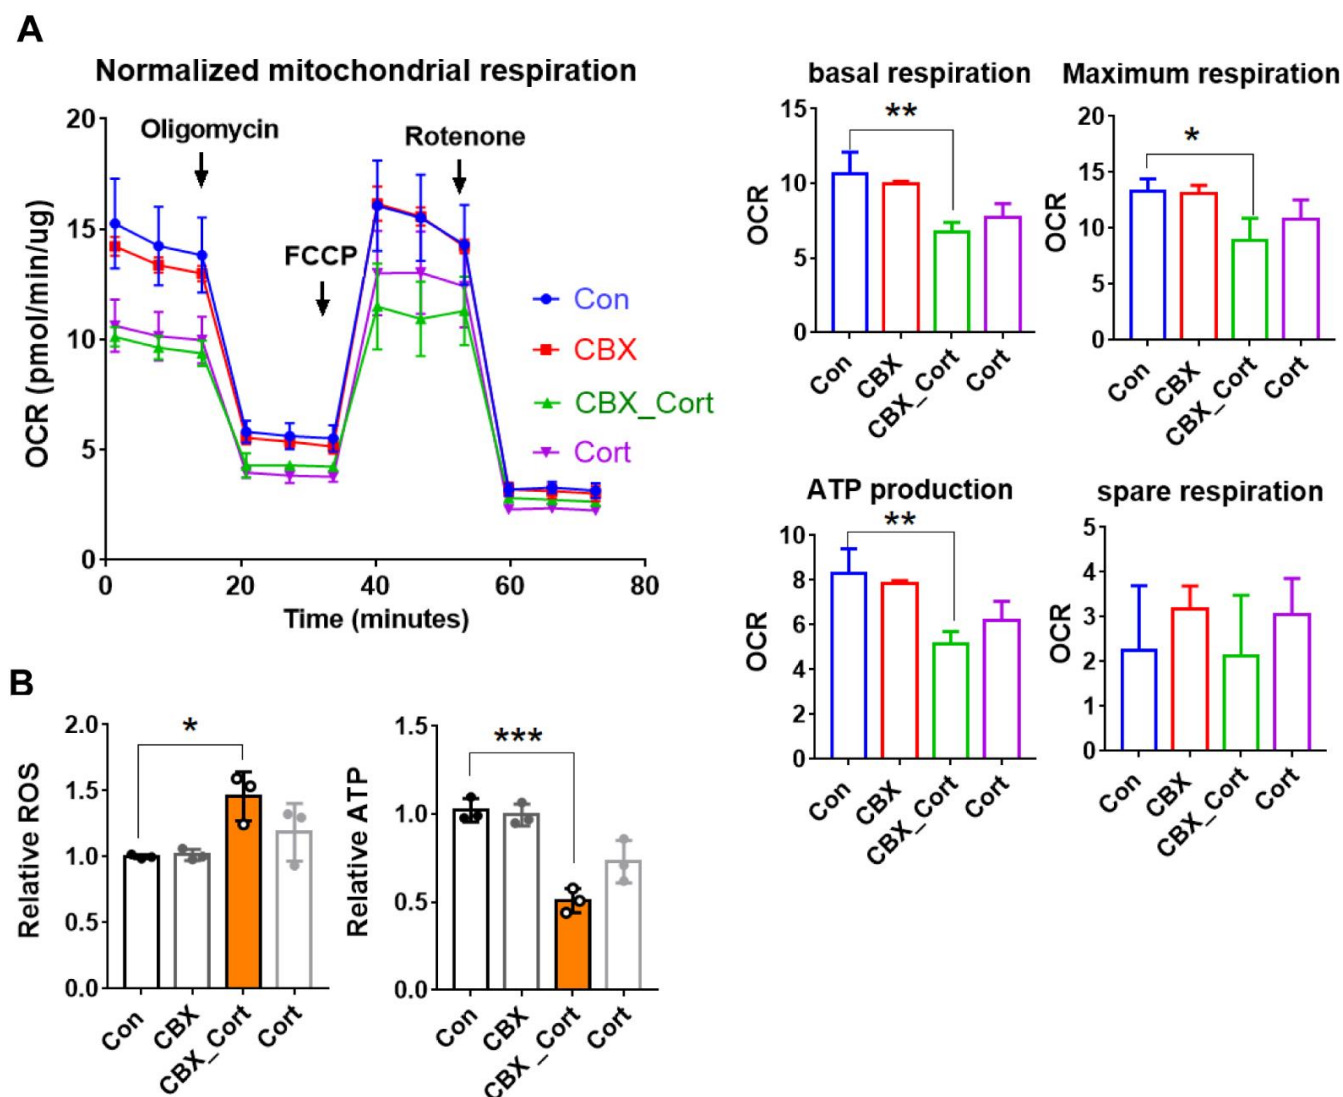 A
Normalized mitochondrial respiration
OCR (pmol/min/ug)
20
15
10
5
0
Oligomycin
Rotenone
FCCP
Con
CBX
CBX_Cort
Cort
0
20
40
60
80
Time (minutes)
basal respiration
OCR
15
10
5
0
**
Con
CBX
CBX_Cort
Cort
Maximum respiration
OCR
20
15
10
5
0
*
Con
CBX
CBX_Cort
Cort
ATP production
OCR
10
8
6
4
2
0
**
Con
CBX
CBX_Cort
Cort
spare respiration
OCR
5
4
3
2
1
0
Con
CBX
CBX_Cort
Cort
B
Relative ROS
2.0
1.5
1.0
0.5
0.0
*
Con
CBX
CBX_Cort
Cort
Relative ATP
1.5
1.0
0.5
0.0
***
Con
CBX
CBX_Cort
Cort